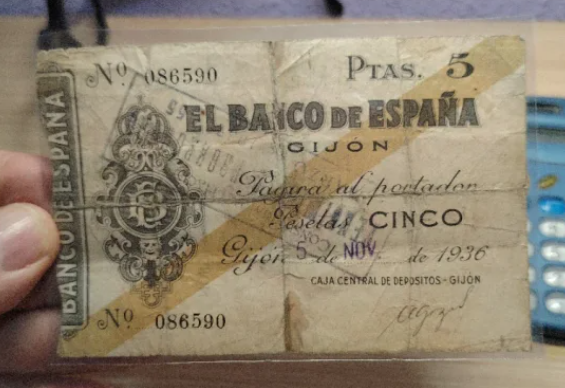 Nº 086590 PTAS. 5
EL BANCO DE ESPAÑA
GIJON
Pagará al portador
Pesetas CINCO
Gijón 5 de NOV. de 1936
CAJA CENTRAL DE DEPOSITOS - GIJÓN
Nº 086590
BANCO DE ESPAÑA